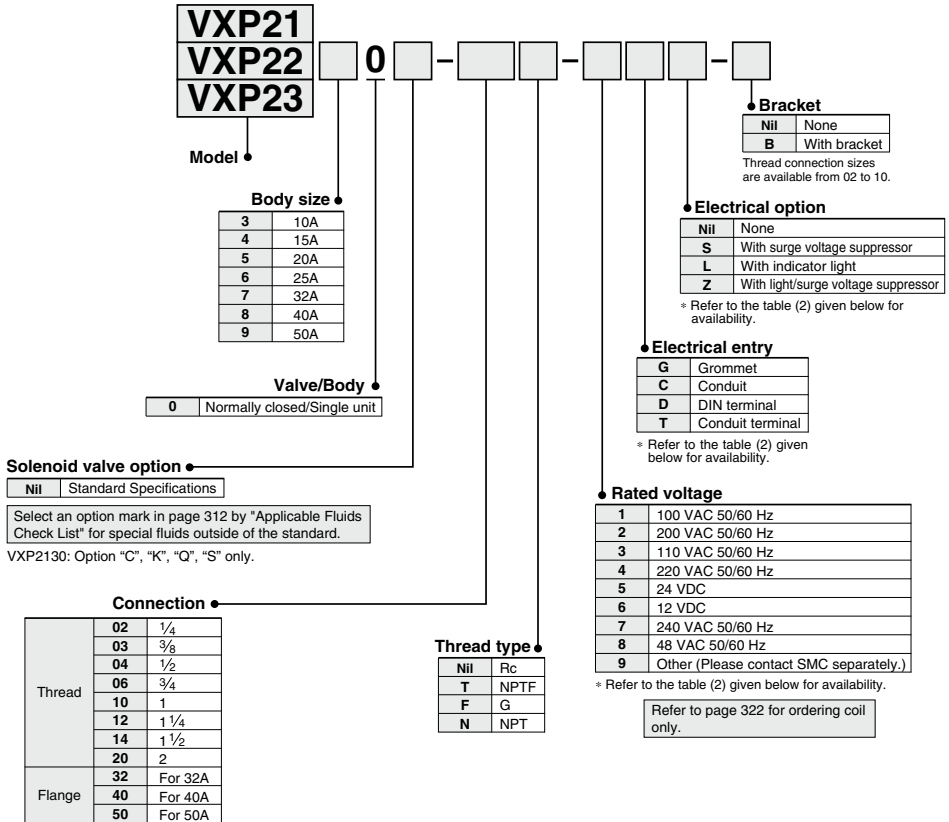 VXP21
VXP22 0 – – –
VXP23
Model
Bracket
Nil None
B With bracket
Thread connection sizes
are available from 02 to 10.
Body size
3 10A
4 15A
5 20A
6 25A
7 32A
8 40A
9 50A
Electrical option
Nil None
S With surge voltage suppressor
L With indicator light
Z With light/surge voltage suppressor
* Refer to the table (2) given below for
availability.
Valve/Body
0 Normally closed/Single unit
Electrical entry
G Grommet
C Conduit
D DIN terminal
T Conduit terminal
* Refer to the table (2) given
below for availability.
Solenoid valve option
Nil Standard Specifications
Select an option mark in page 312 by "Applicable Fluids
Check List" for special fluids outside of the standard.
VXP2130: Option “C”, “K”, “Q”, “S” only.
Rated voltage
1 100 VAC 50/60 Hz
2 200 VAC 50/60 Hz
3 110 VAC 50/60 Hz
4 220 VAC 50/60 Hz
5 24 VDC
6 12 VDC
7 240 VAC 50/60 Hz
8 48 VAC 50/60 Hz
9 Other (Please contact SMC separately.)
* Refer to the table (2) given below for availability.
Refer to page 322 for ordering coil
only.
Connection
Thread
02 1/4
03 3/8
04 1/2
06 3/4
10 1
12 1 1/4
14 1 1/2
20 2
Flange
32 For 32A
40 For 40A
50 For 50A
Thread type
Nil Rc
T NPTF
F G
N NPT